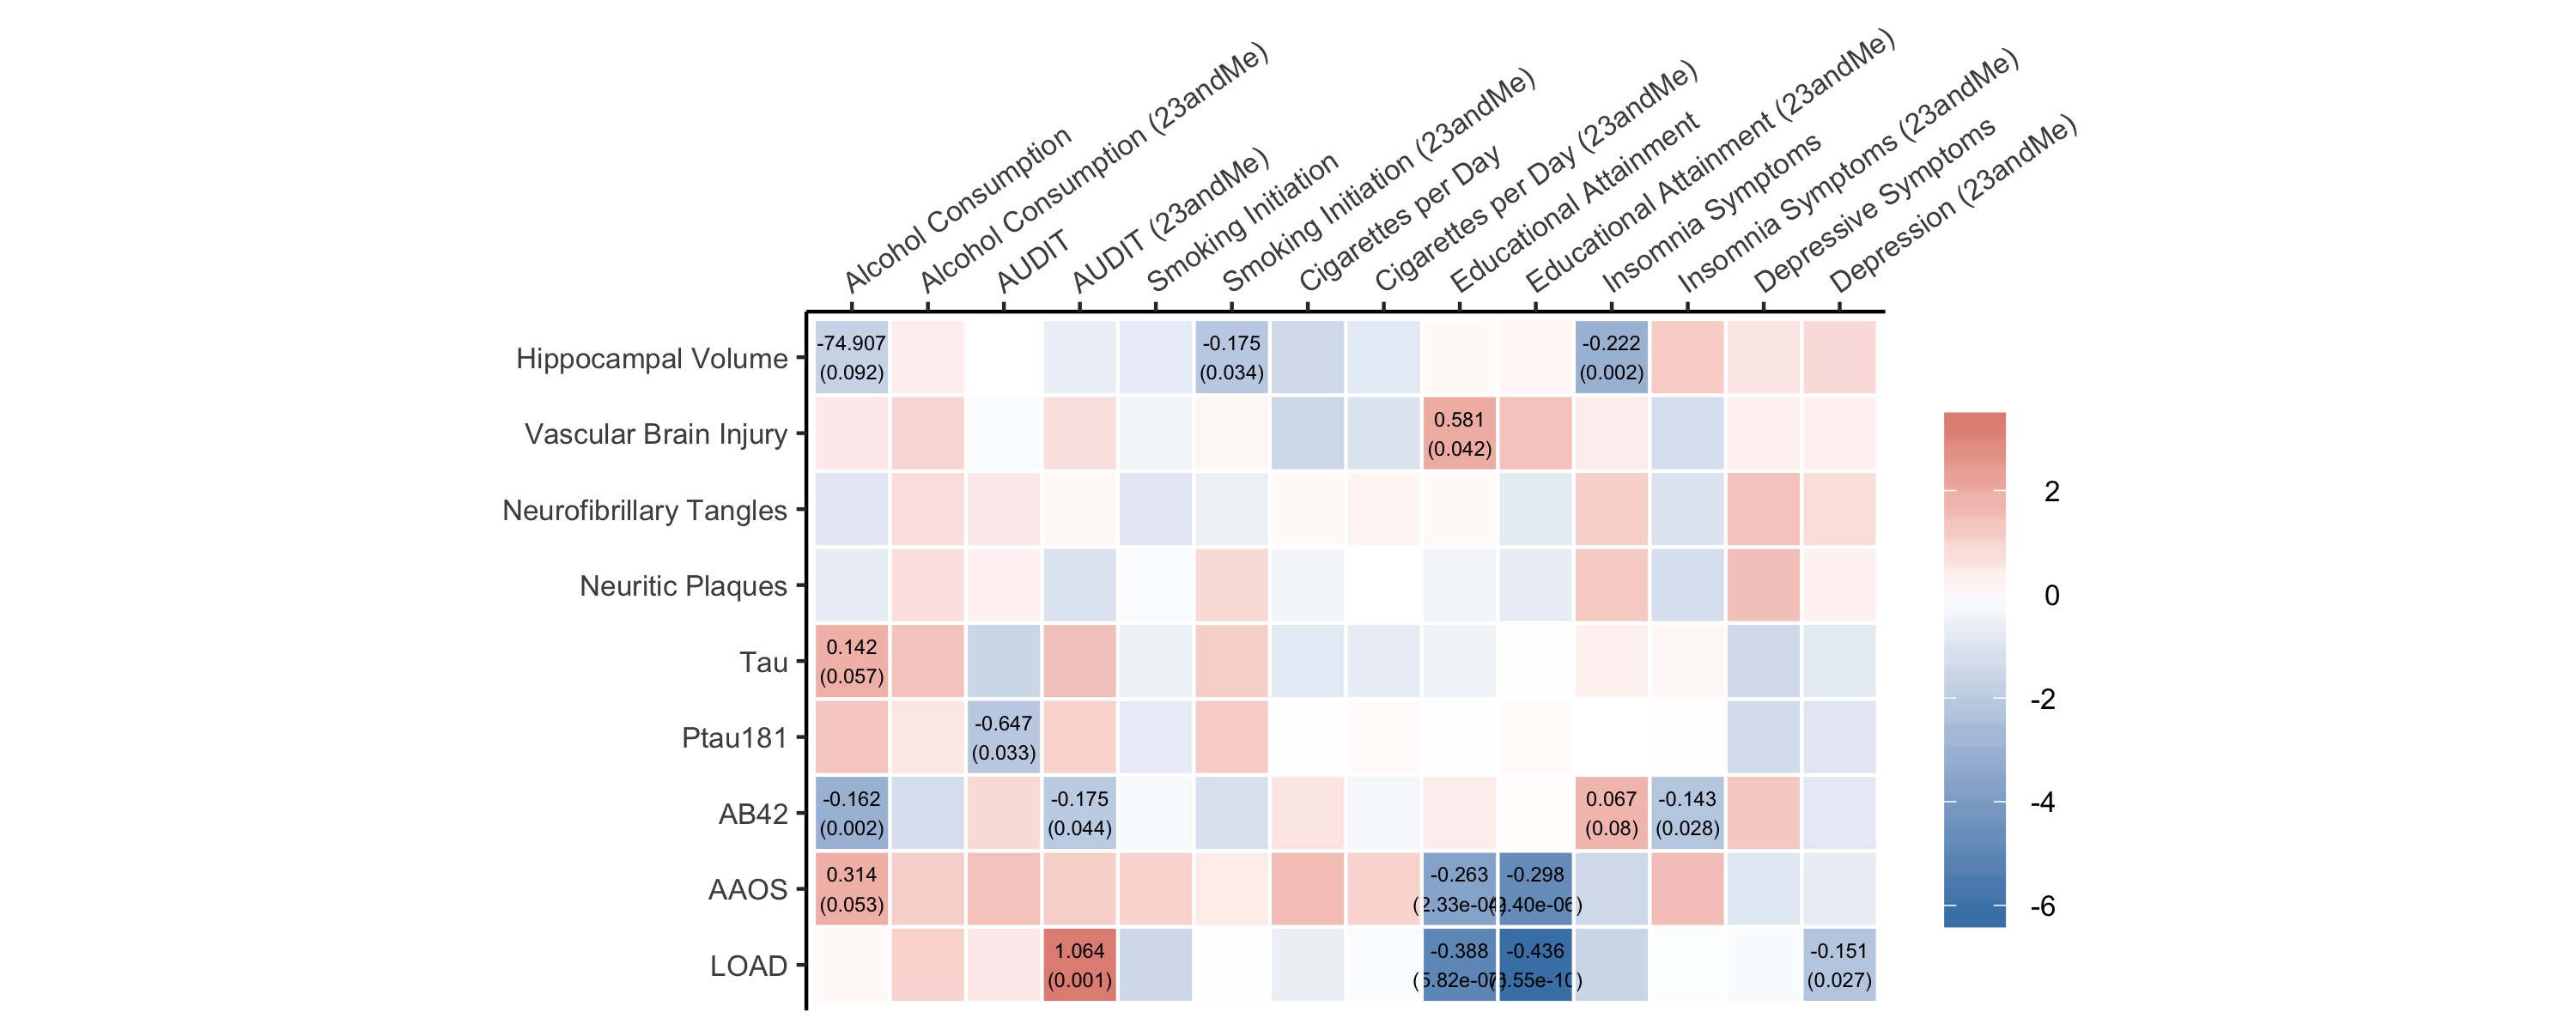 Alcohol Consumption
Alcohol Consumption (23andMe)
AUDIT
AUDIT (23andMe)
Smoking Initiation
Smoking Initiation (23andMe)
Cigarettes per Day
Cigarettes per Day (23andMe)
Educational Attainment
Educational Attainment (23andMe)
Insomnia Symptoms
Insomnia Symptoms (23andMe)
Depressive Symptoms
Depression (23andMe)
Hippocampal Volume
-74.907
(0.092)
-0.175
(0.034)
-0.222
(0.002)
Vascular Brain Injury
0.581
(0.042)
Neurofibrillary Tangles
Neuritic Plaques
Tau
0.142
(0.057)
Ptau181
-0.647
(0.033)
AB42
-0.162
(0.002)
-0.175
(0.044)
0.067
(0.08)
-0.143
(0.028)
AAOS
0.314
(0.053)
-0.263
-0.298
LOAD
1.064
(0.001)
-0.388
-0.436
-0.151
(0.027)
2
0
-2
-4
-6